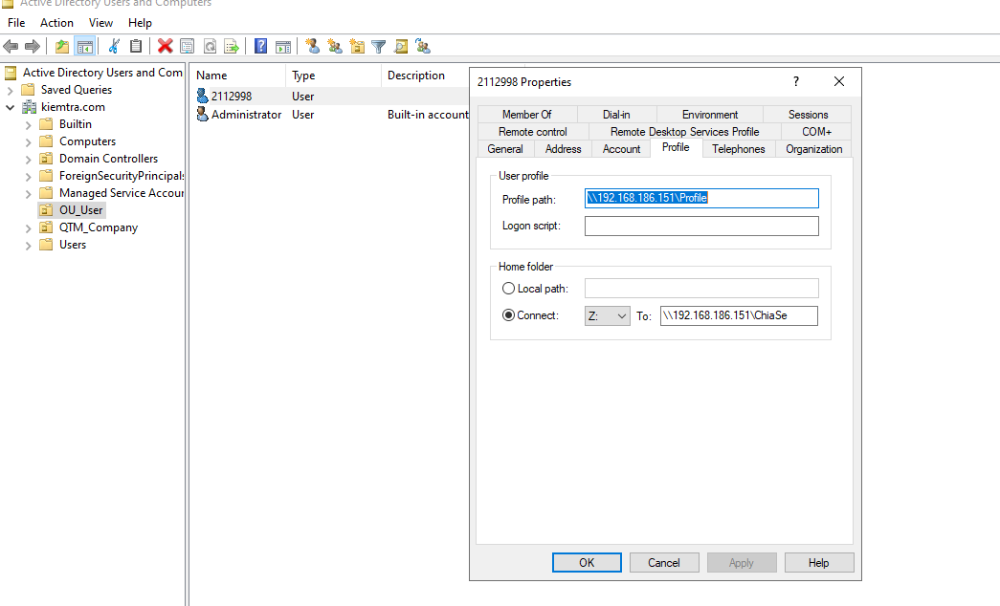 Active Directory Users and Computers
File Action View Help
Active Directory Users and Com
Saved Queries
kiemtra.com
Builtin
Computers
Domain Controllers
ForeignSecurityPrincipals
Managed Service Accour
OU_User
QTM_Company
Users
Name Type Description
2112998 User
Administrator User Built-in account
2112998 Properties
? ×
Member Of Dial-in Environment Sessions
Remote control Remote Desktop Services Profile COM+
General Address Account Profile Telephones Organization
User profile
Profile path: \\192.168.186.151\Profile
Logon script:
Home folder
Local path:
Connect: Z: To: \\192.168.186.151\ChiaSe
OK Cancel Apply Help